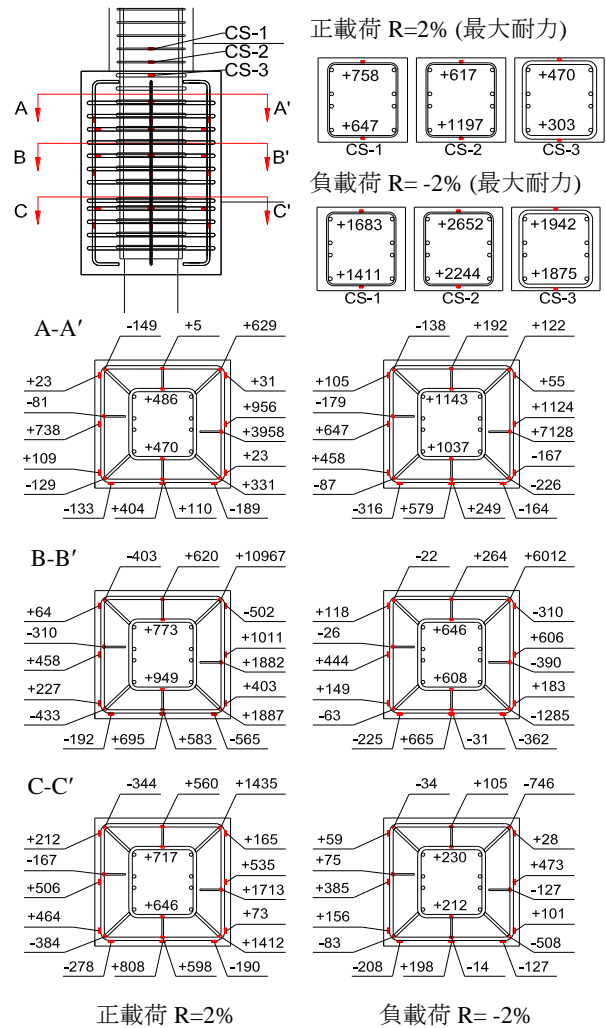 CS-1
CS-2
CS-3
A A'
B B'
C C'
正載荷 R=2% (最大耐力)
+758 +617 +470
+647 +1197 +303
CS-1 CS-2 CS-3
負載荷 R= -2% (最大耐力)
+1683 +2652 +1942
+1411 +2244 +1875
CS-1 CS-2 CS-3
A-A'
-149 +5 +629
+23 +31
-81 +486 +956
+738 +470 +3958
+109 +23
-129 +331
-133 +404 +110 -189
-138 +192 +122
+105 +55
-179 +1143 +1124
+647 +1037 +7128
+458 -167
-87 -226
-316 +579 +249 -164
B-B'
-403 +620 +10967
+64 -502
-310 +773 +1011
+458 +949 +1882
+227 +403
-433 +1887
-192 +695 +583 -565
-22 +264 +6012
+118 -310
-26 +646 +606
+444 +608 -390
+149 +183
-63 -1285
-225 +665 -31 -362
C-C'
-344 +560 +1435
+212 +165
-167 +717 +535
+506 +646 +1713
+464 +73
-384 +1412
-278 +808 +598 -190
-34 +105 -746
+59 +28
+75 +230 +473
+385 +212 -127
+156 +101
-83 -508
-208 +198 -14 -127
正載荷 R=2%
負載荷 R= -2%